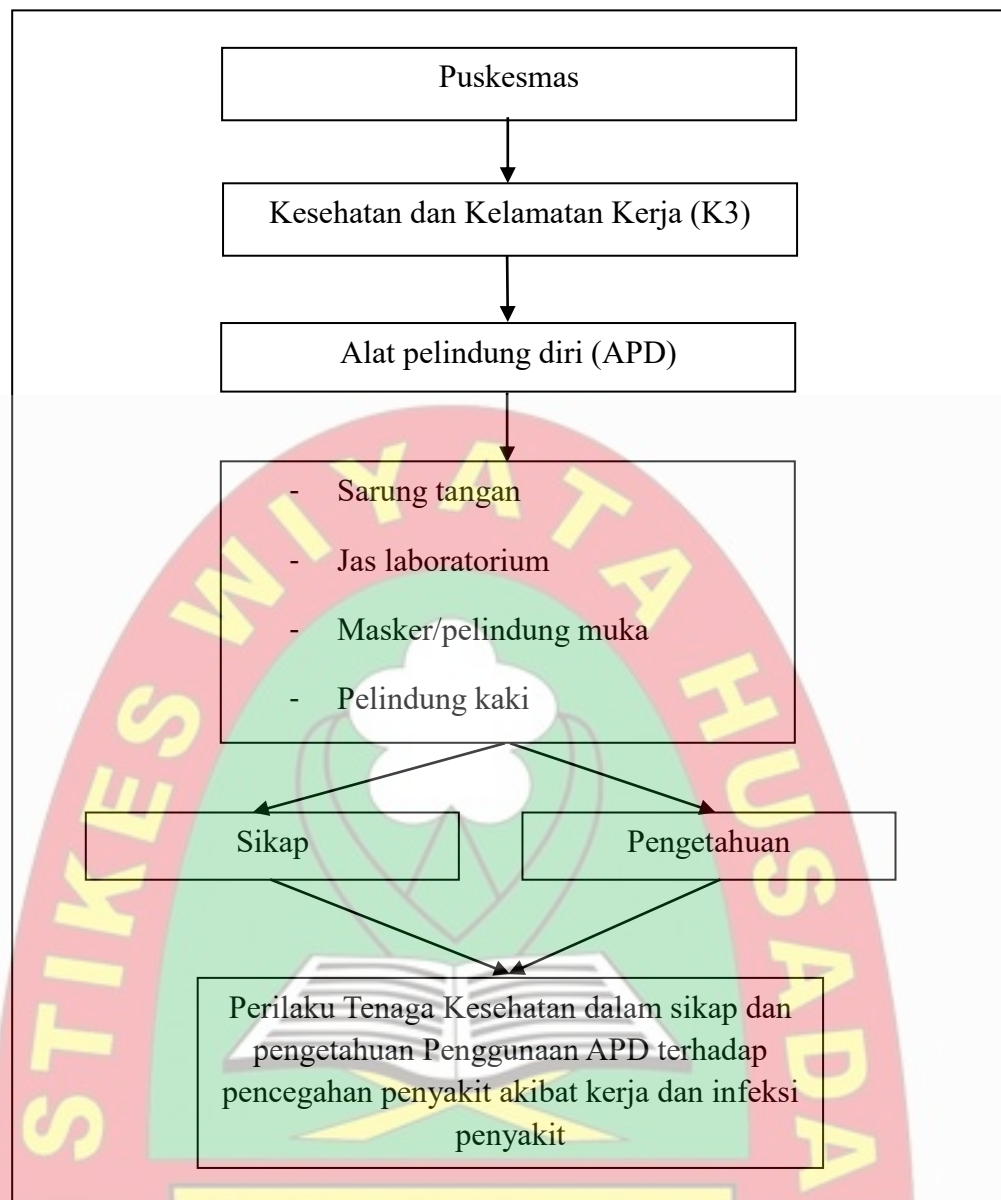 Puskesmas
Kesehatan dan Kelamatan Kerja (K3)
Alat pelindung diri (APD)
- Sarung tangan
- Jas laboratorium
- Masker/pelindung muka
- Pelindung kaki
Sikap
Pengetahuan
Perilaku Tenaga Kesehatan dalam sikap dan
pengetahuan Penggunaan APD terhadap
pencegahan penyakit akibat kerja dan infeksi
penyakit
STIKES WIYATA HUSADA